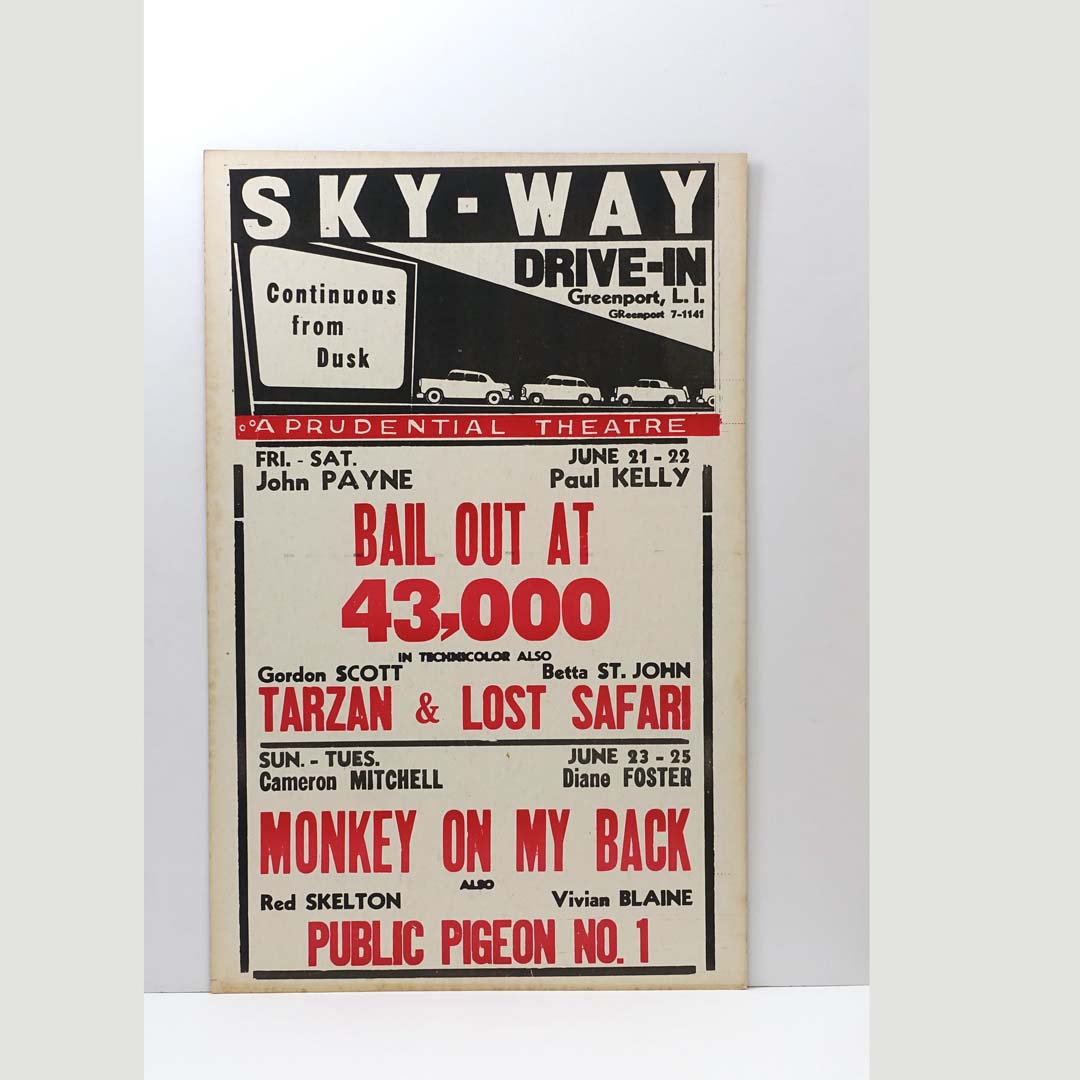 SKY-WAY
DRIVE-IN
Greenport, L. I.
GReenport 7-1141
Continuous
from
Dusk
A PRUDENTIAL THEATRE
FRI. - SAT. JUNE 21 - 22
John PAYNE Paul KELLY
BAIL OUT AT
43,000
IN TECHNICOLOR ALSO
Gordon SCOTT Betta ST. JOHN
TARZAN & LOST SAFARI
SUN. - TUES. JUNE 23 - 25
Cameron MITCHELL Diane FOSTER
MONKEY ON MY BACK
ALSO
Red SKELTON Vivian BLAINE
PUBLIC PIGEON NO. 1